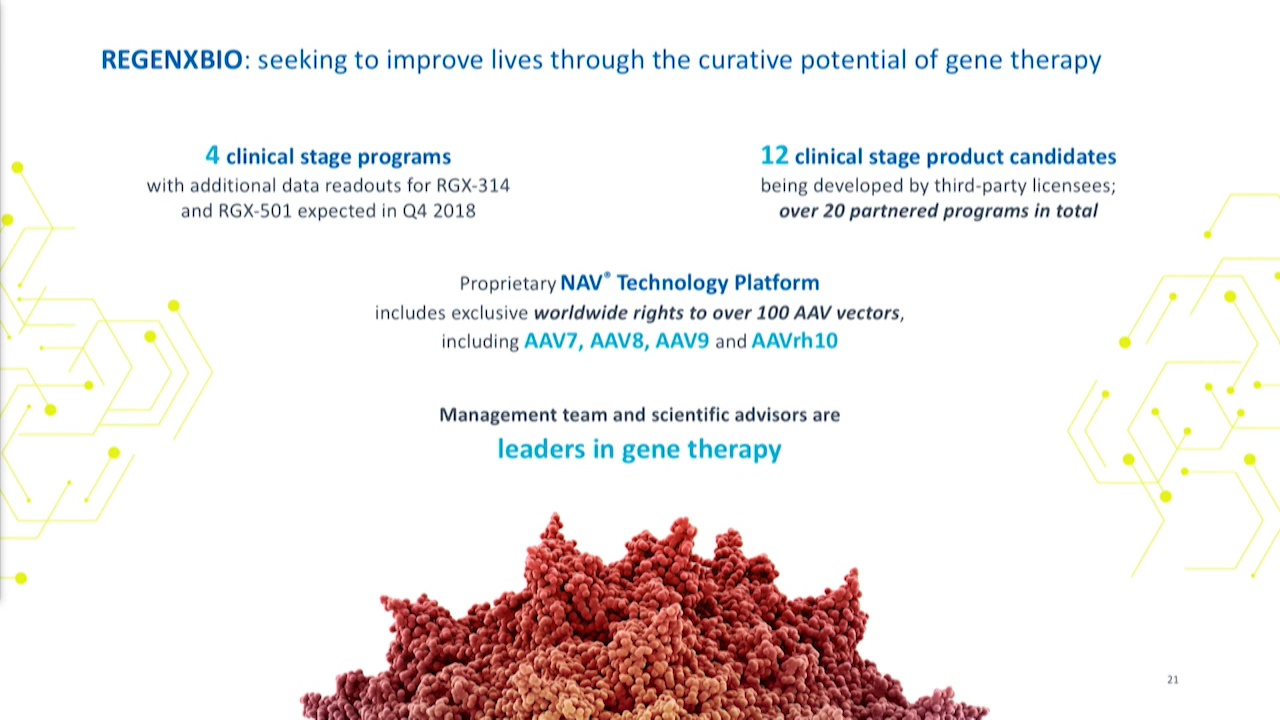 REGENXBIO: seeking to improve lives through the curative potential of gene therapy
4 clinical stage programs
with additional data readouts for RGX-314
and RGX-501 expected in Q4 2018
12 clinical stage product candidates
being developed by third-party licensees;
over 20 partnered programs in total
Proprietary NAV® Technology Platform
includes exclusive worldwide rights to over 100 AAV vectors,
including AAV7, AAV8, AAV9 and AAVrh10
Management team and scientific advisors are
leaders in gene therapy
21